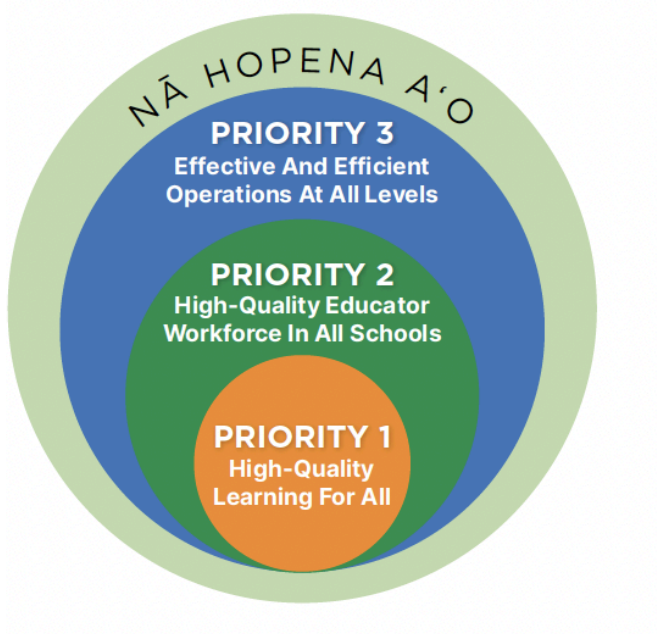 NĀ HOPENA AʻO
PRIORITY 3
Effective And Efficient
Operations At All Levels
PRIORITY 2
High-Quality Educator
Workforce In All Schools
PRIORITY 1
High-Quality
Learning For All